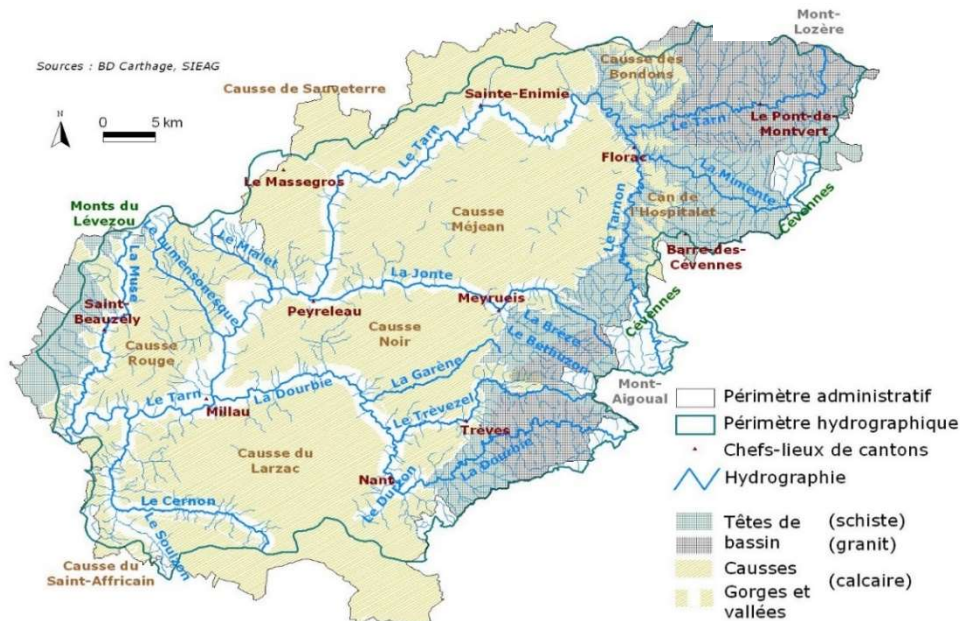 Mont-
Lozère
Sources : BD Carthage, SIEAG
Causse des
Bondons
Causse de Sauveterre
Sainte-Enimie
N
0 5 km
Le Tarn
Le Pont-de-
Montvert
Le Tarn
Florac
La Mimente
Le Massegros
Can de
l'Hospitalet
Monts du
Lévezou
Causse
Méjean
Le Tarnon
Cévennes
Le Mialet
Barre-des-
Cévennes
La Muse
Le Lumensonesque
La Jonte
Meyrueis
Cévennes
Saint-
Beauzély
Peyreleau
La Brèze
Le Bethuzon
Causse
Noir
Causse
Rouge
La Garène
Mont-
Aigoual
Le Tarn
Millau
La Dourbie
Le Trévezel
Trèves
La Dourbie
Causse du
Larzac
Nant
Le Durzon
Le Cernon
Le Soulzon
Causse du
Saint-Affricain
Périmètre administratif
Périmètre hydrographique
Chefs-lieux de cantons
Hydrographie
Têtes de (schiste)
bassin (granit)
Causses
(calcaire)
Gorges et
vallées